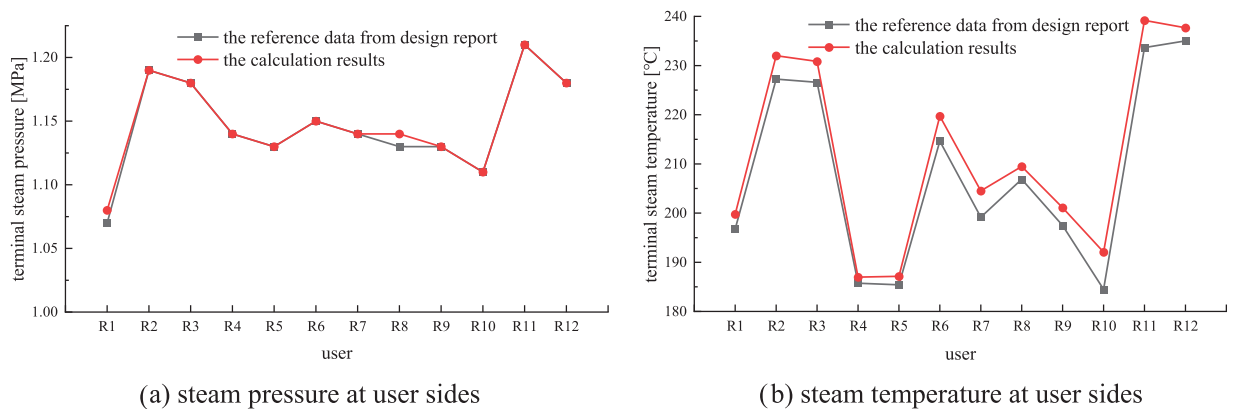 the reference data from design report
the calculation results
terminal steam pressure [MPa]
1.20
1.15
1.10
1.05
1.00
R1 R2 R3 R4 R5 R6 R7 R8 R9 R10 R11 R12
user
(a) steam pressure at user sides
the reference data from design report
the calculation results
terminal steam temperature [℃]
240
230
220
210
200
190
180
R1 R2 R3 R4 R5 R6 R7 R8 R9 R10 R11 R12
user
(b) steam temperature at user sides